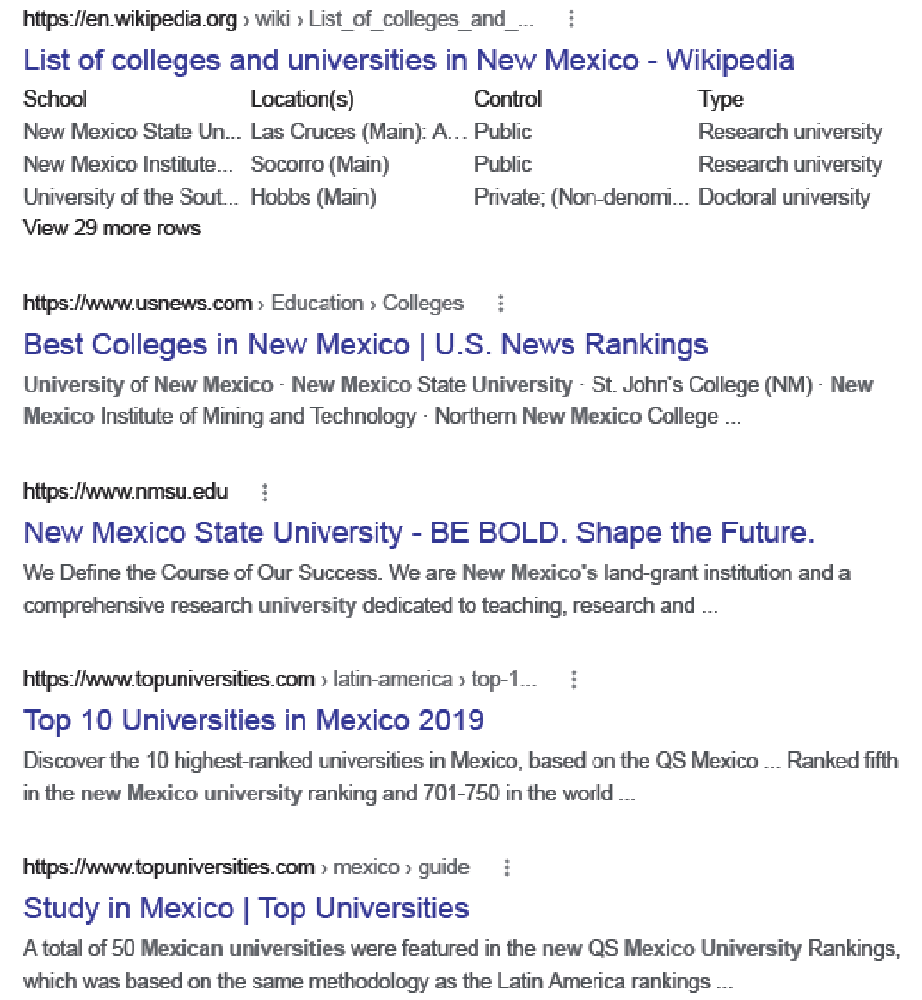 https://en.wikipedia.org › wiki › List_of_colleges_and_...
List of colleges and universities in New Mexico - Wikipedia
School Location(s) Control Type
New Mexico State Un... Las Cruces (Main): A... Public Research university
New Mexico Institute... Socorro (Main) Public Research university
University of the Sout... Hobbs (Main) Private; (Non-denomi... Doctoral university
View 29 more rows
https://www.usnews.com › Education › Colleges
Best Colleges in New Mexico | U.S. News Rankings
University of New Mexico · New Mexico State University · St. John's College (NM) · New
Mexico Institute of Mining and Technology · Northern New Mexico College ...
https://www.nmsu.edu
New Mexico State University - BE BOLD. Shape the Future.
We Define the Course of Our Success. We are New Mexico's land-grant institution and a
comprehensive research university dedicated to teaching, research and ...
https://www.topuniversities.com › latin-america › top-1...
Top 10 Universities in Mexico 2019
Discover the 10 highest-ranked universities in Mexico, based on the QS Mexico ... Ranked fifth
in the new Mexico university ranking and 701-750 in the world ...
https://www.topuniversities.com › mexico › guide
Study in Mexico | Top Universities
A total of 50 Mexican universities were featured in the new QS Mexico University Rankings,
which was based on the same methodology as the Latin America rankings ...